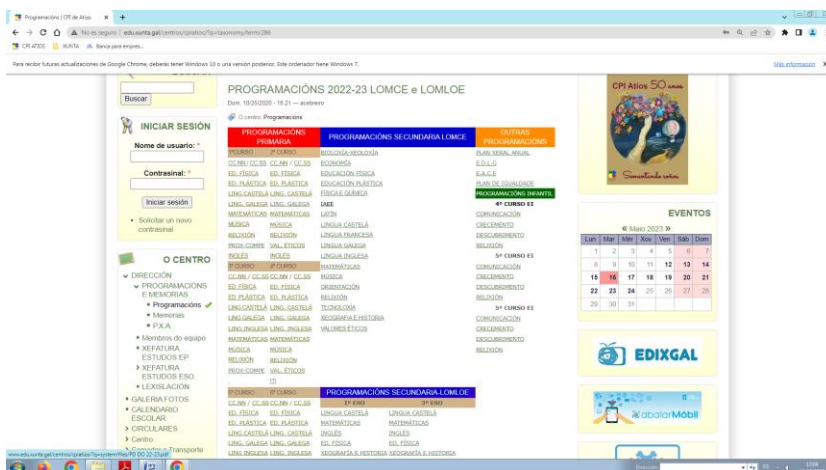 Programacións | CPI de Atios
No es seguro | edu.xunta.gal/centros/cpiatios/?q=taxonomy/term/286
CPI ATIOS XUNTA Banca para empres...
Para recibir futuras actualizaciones de Google Chrome, deberás tener Windows 10 o una versión posterior. Este ordenador tiene Windows 7.
Más información
Buscar
INICIAR SESIÓN
Nome de usuario: *
Contrasinal: *
Iniciar sesión
Solicitar un novo
contrasinal
O CENTRO
DIRECCIÓN
PROGRAMACIÓNS
E MEMORIAS
Programacións
Memorias
P.X.A.
Membros do equipo
XEFATURA
ESTUDOS EP
XEFATURA
ESTUDOS ESO
LEXISLACIÓN
GALERIA FOTOS
CALENDARIO
ESCOLAR
CIRCULARES
Centro
Transporte
PROGRAMACIÓNS 2022-23 LOMCE e LOMLOE
Dom, 10/25/2020 - 18:21 — acebreiro
O centro: Programacións
PROGRAMACIÓNS
PRIMARIA
PROGRAMACIÓNS SECUNDARIA LOMCE
OUTRAS
PROGRAMACIÓNS
1º CURSO 2º CURSO BIOLOXÍA-XEOLOXÍA PLAN XERAL ANUAL
CC.NN / CC.SS CC.NN / CC.SS ECONOMÍA E.D.L.G
ED. FÍSICA ED. FÍSICA EDUCACIÓN FÍSICA E.A.C.E
ED. PLÁSTICA ED. PLÁSTICA EDUCACIÓN PLÁSTICA PLAN DE IGUALDADE
LING.CASTELÁ LING. CASTELÁ FÍSICA E QUÍMICA PROGRAMACIÓNS INFANTIL
LING. GALEGA LING. GALEGA IAEE 4º CURSO EI
MATEMÁTICAS MATEMÁTICAS LATÍN COMUNICACIÓN
MÚSICA MÚSICA LINGUA CASTELÁ CRECEMENTO
RELIXIÓN RELIXIÓN LINGUA FRANCESA DESCUBRIMENTO
PROX-COMPE VAL. ÉTICOS LINGUA GALEGA RELIXIÓN
INGLÉS INGLÉS LINGUA INGLESA 5º CURSO EI
3º CURSO 4º CURSO MATEMÁTICAS COMUNICACIÓN
CC.NN / CC.SS CC.NN / CC.SS MÚSICA CRECEMENTO
ED. FÍSICA ED. FÍSICA ORIENTACIÓN DESCUBRIMENTO
ED.PLÁSTICA ED. PLÁSTICA RELIXIÓN RELIXIÓN
LING.CASTELÁ LING. CASTELÁ TECNOLOXÍA 5º CURSO EI
LING.GALEGA LING. GALEGA XEOGRAFÍA E HISTORIA COMUNICACIÓN
LING. INGLESA LING. INGLESA VALORES ÉTICOS CRECEMENTO
MATEMÁTICAS MATEMÁTICAS DESCUBRIMENTO
MÚSICA MÚSICA RELIXIÓN
RELIXIÓN RELIXIÓN
PROX-COMPE VAL. ÉTICOS
5º CURSO 6º CURSO PROGRAMACIÓNS SECUNDARIA-LOMLOE
CC.NN / CC.SS CC.NN / CC.SS 1º ESO 3º ESO
ED. FÍSICA ED. FÍSICA LINGUA CASTELÁ LINGUA CASTELÁ
ED. PLÁSTICA ED. PLÁSTICA MATEMÁTICAS MATEMÁTICAS
LING.CASTELÁ LING. CASTELÁ INGLÉS INGLÉS
LING. GALEGA LING. GALEGA ED. FÍSICA ED. FÍSICA
LING. INGLESA LING. INGLESA XEOGRAFÍA E HISTORIA XEOGRAFÍA E HISTORIA
CPI Atios 50 anos
Sementando soños
EVENTOS
« Maio 2023 »
Lun Mar Mér Xov Ven Sáb Dom
1 2 3 4 5 6 7
8 9 10 11 12 13 14
15 16 17 18 19 20 21
22 23 24 25 26 27 28
29 30 31
EDIXGAL
abalarMóbil
Dirección